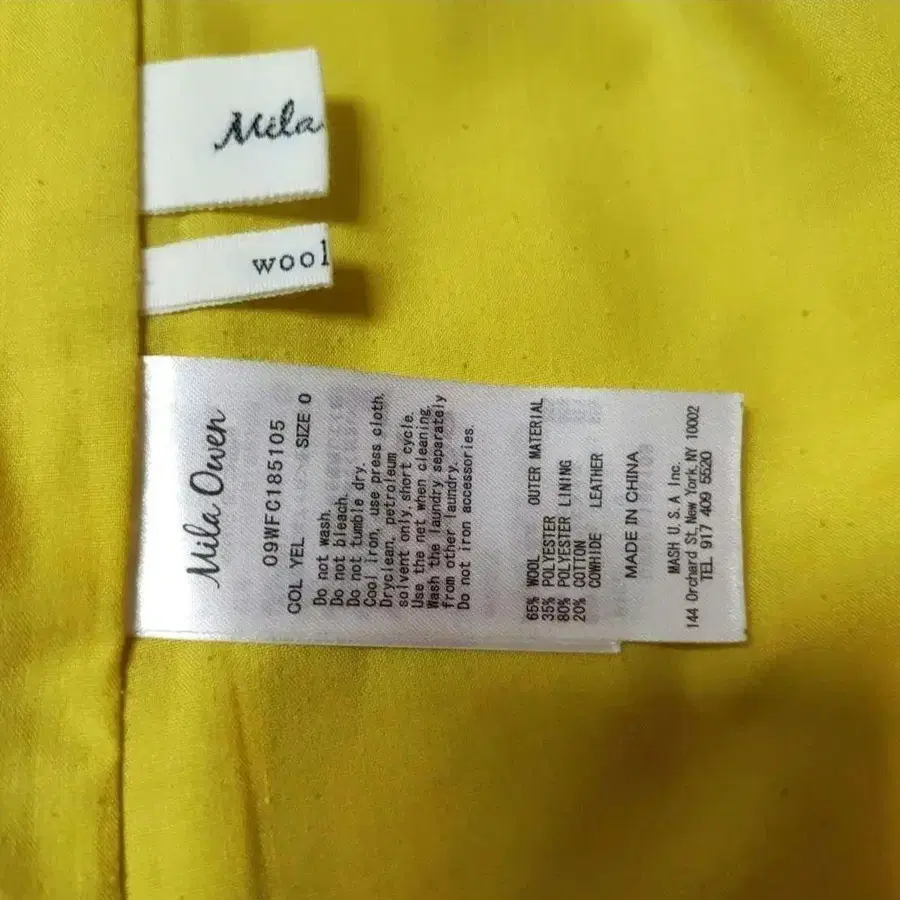 Mila
wool
Mila Owen
09WFC185105
COL YEL SIZE 0
Do not wash.
Do not bleach.
Do not tumble dry.
Cool iron, use press cloth.
Dryclean, petroleum
solvent only, short cycle.
Use the net when cleaning.
Wash the laundry separately
from other laundry.
Do not iron accessories.
65% WOOL OUTER MATERIAL
35% POLYESTER
80% POLYESTER LINING
20% COTTON
COWHIDE LEATHER
MADE IN CHINA
MASH U.S.A Inc.
144 Orchard St, New York, NY 10002
TEL 917 409 5520